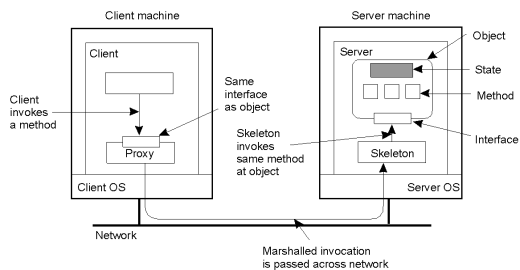 Client machine
Server machine
Object
Client
Server
State
Same
interface
as object
Client
invokes
a method
Method
Skeleton
invokes
same method
at object
Interface
Proxy
Skeleton
Client OS
Server OS
Network
Marshalled invocation
is passed across network